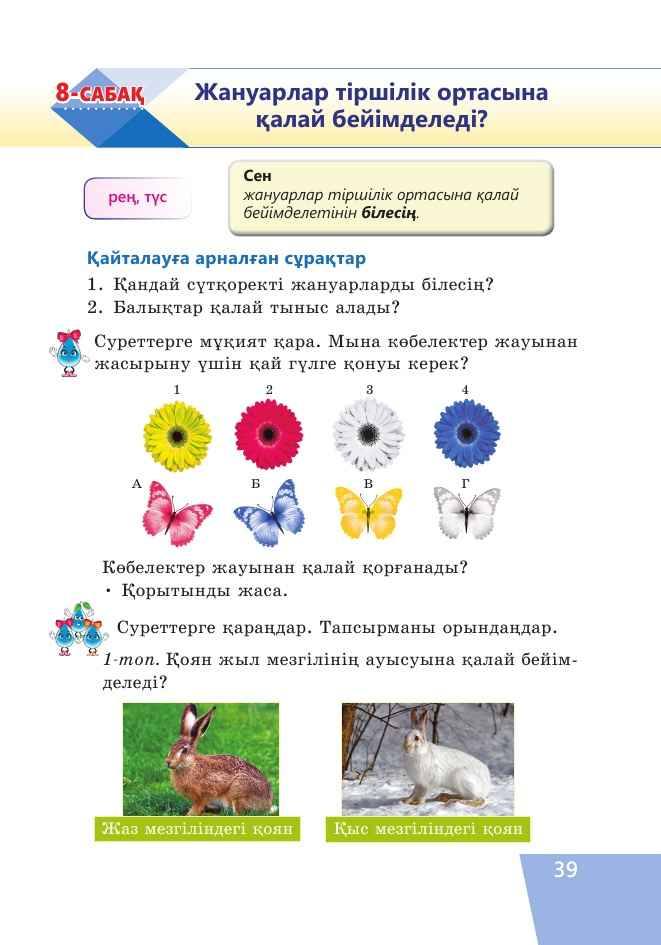 8-САБАҚ
Жануарлар тіршілік ортасына
қалай бейімделеді?
рең, түс
Сен
жануарлар тіршілік ортасына қалай
бейімделетінін білесің.
Қайталауға арналған сұрақтар
1. Қандай сүтқоректі жануарларды білесің?
2. Балықтар қалай тыныс алады?
Суреттерге мұқият қара. Мына көбелектер жауынан
жасырыну үшін қай гүлге қонуы керек?
1 2 3 4
А Б В Г
Көбелектер жауынан қалай қорғанады?
• Қорытынды жаса.
Суреттерге қараңдар. Тапсырманы орындаңдар.
1-топ. Қоян жыл мезгілінің ауысуына қалай бейім-
деледі?
Жаз мезгіліндегі қоян Қыс мезгіліндегі қоян
39